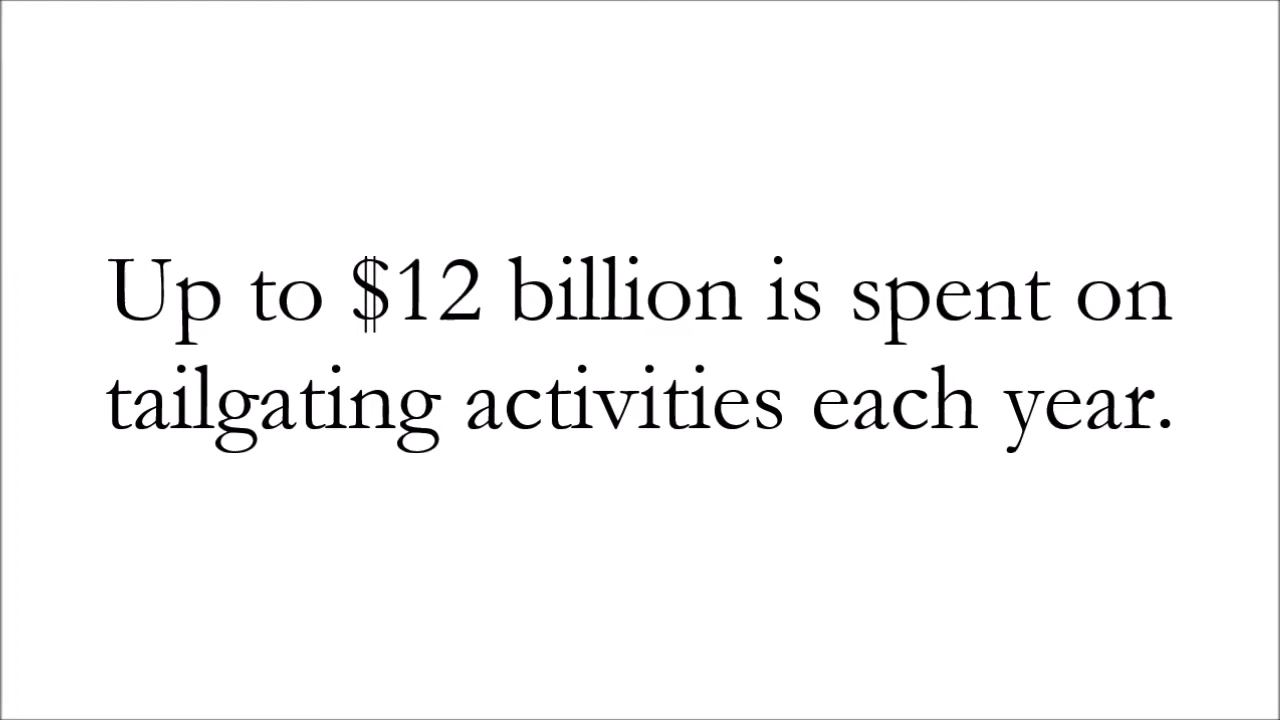 Up to $12 billion is spent on
tailgating activities each year.